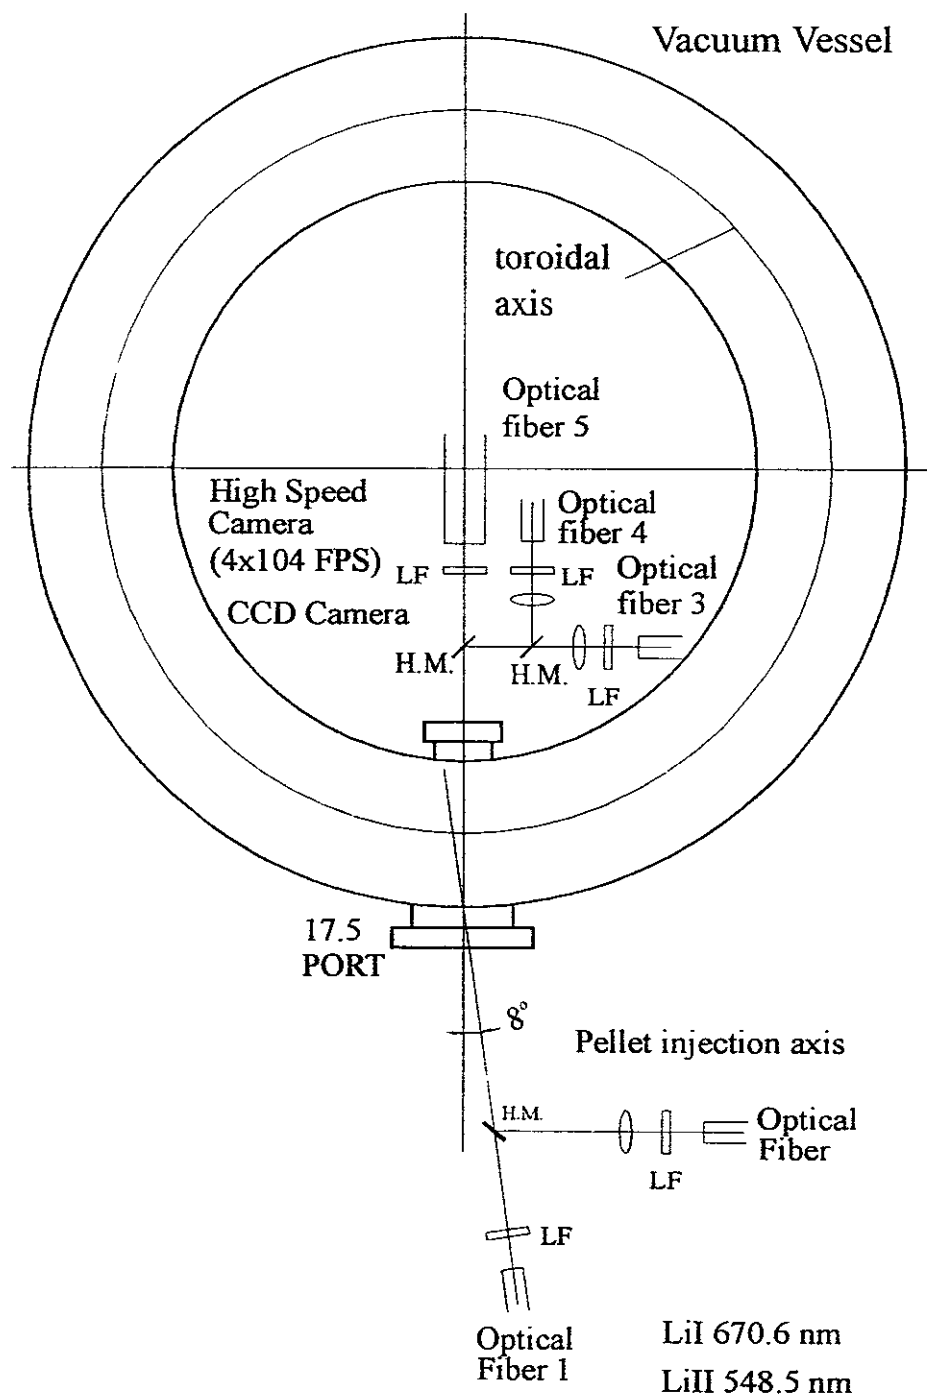 Vacuum Vessel
toroidal
axis
Optical
fiber 5
High Speed
Camera
(4x104 FPS)
Optical
fiber 4
LF
LF
Optical
fiber 3
CCD Camera
H.M.
H.M.
LF
17.5
PORT
8°
Pellet injection axis
H.M.
Optical
Fiber
LF
LF
Optical
Fiber 1
LiI 670.6 nm
LiII 548.5 nm